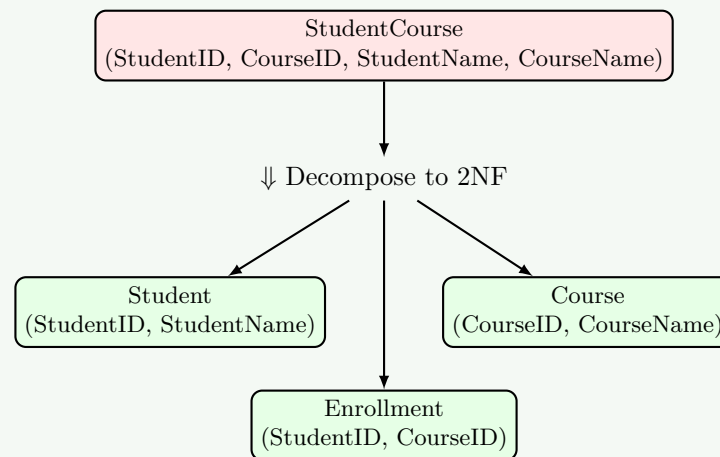 StudentCourse
(StudentID, CourseID, StudentName, CourseName)
⇓ Decompose to 2NF
Student
(StudentID, StudentName)
Course
(CourseID, CourseName)
Enrollment
(StudentID, CourseID)